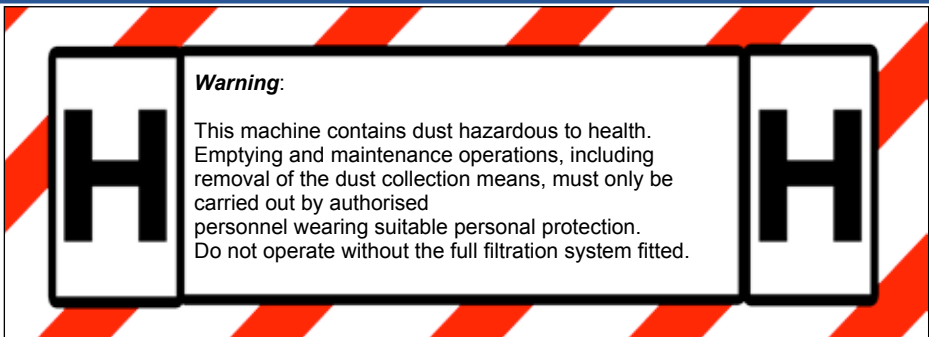 H
Warning:
This machine contains dust hazardous to health.
Emptying and maintenance operations, including
removal of the dust collection means, must only be
carried out by authorised
personnel wearing suitable personal protection.
Do not operate without the full filtration system fitted.
H